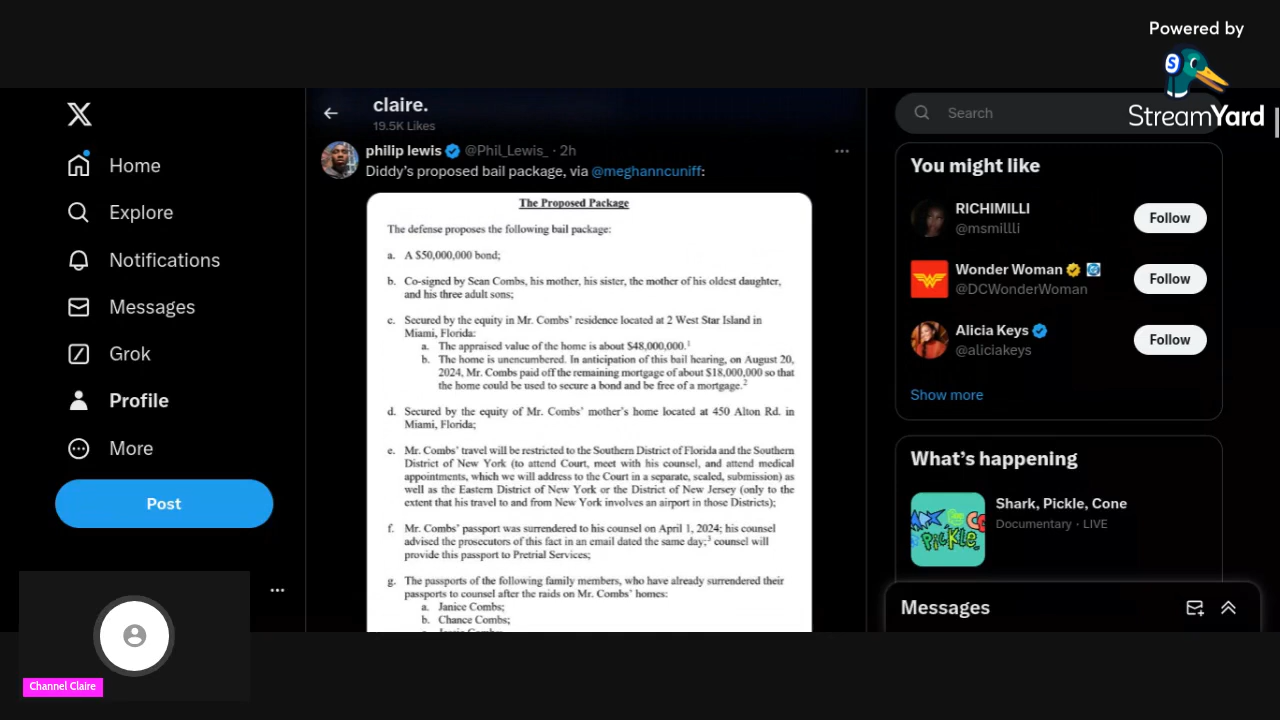 Powered by
StreamYard
Home
Explore
Notifications
Messages
Grok
Profile
More
Post
Channel Claire
claire.
19.5K Likes
philip lewis @Phil_Lewis_ · 2h
Diddy's proposed bail package, via @meghanncuniff:
The Proposed Package
The defense proposes the following bail package:
a. A $50,000,000 bond;
b. Co-signed by Sean Combs, his mother, his sister, the mother of his oldest daughter,
and his three adult sons;
c. Secured by the equity in Mr. Combs' residence located at 2 West Star Island in
Miami, Florida:
a. The appraised value of the home is about $48,000,000.1
b. The home is unencumbered. In anticipation of this bail hearing, on August 20,
2024, Mr. Combs paid off the remaining mortgage of about $18,000,000 so that
the home could be used to secure a bond and be free of a mortgage.2
d. Secured by the equity of Mr. Combs' mother's home located at 450 Alton Rd. in
Miami, Florida;
e. Mr. Combs' travel will be restricted to the Southern District of Florida and the Southern
District of New York (to attend Court, meet with his counsel, and attend medical
appointments, which we will address to the Court in a separate, sealed, submission) as
well as the Eastern District of New York or the District of New Jersey (only to the
extent that his travel to and from New York involves an airport in those Districts);
f. Mr. Combs' passport was surrendered to his counsel on April 1, 2024; his counsel
advised the prosecutors of this fact in an email dated the same day;3 counsel will
provide this passport to Pretrial Services;
g. The passports of the following family members, who have already surrendered their
passports to counsel after the raids on Mr. Combs' homes:
a. Janice Combs;
b. Chance Combs;
Search
You might like
RICHIMILLI
@msmillli
Follow
Wonder Woman
@DCWonderWoman
Follow
Alicia Keys
@aliciakeys
Follow
Show more
What's happening
Shark, Pickle, Cone
Documentary · LIVE
Messages